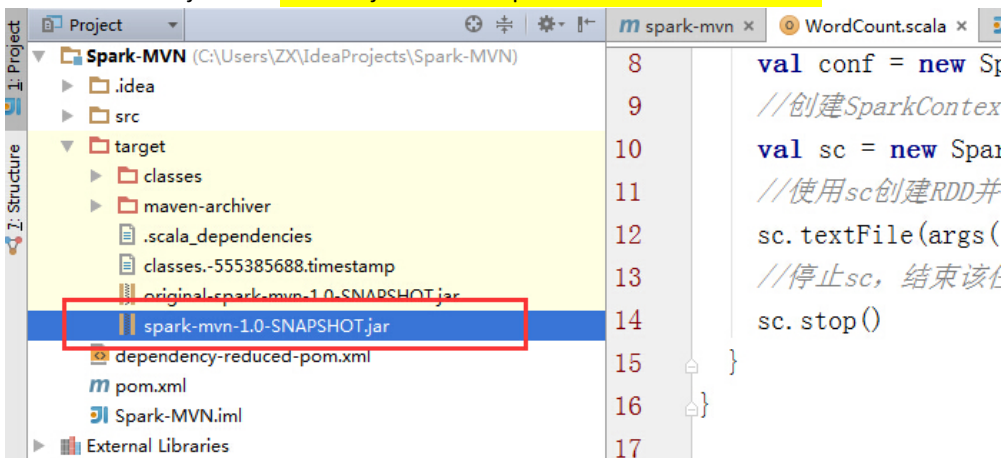 Project
spark-mvn
WordCount.scala
1: Project
7: Structure
Spark-MVN (C:\Users\ZX\IdeaProjects\Spark-MVN)
.idea
src
target
classes
maven-archiver
.scala_dependencies
classes.-555385688.timestamp
original-spark-mvn-1.0-SNAPSHOT.jar
spark-mvn-1.0-SNAPSHOT.jar
dependency-reduced-pom.xml
pom.xml
Spark-MVN.iml
External Libraries
8 val conf = new Sp
9 //创建SparkContex
10 val sc = new Spar
11 //使用sc创建RDD并
12 sc.textFile(args(
13 //停止sc，结束该任
14 sc.stop()
15 }
16 }
17